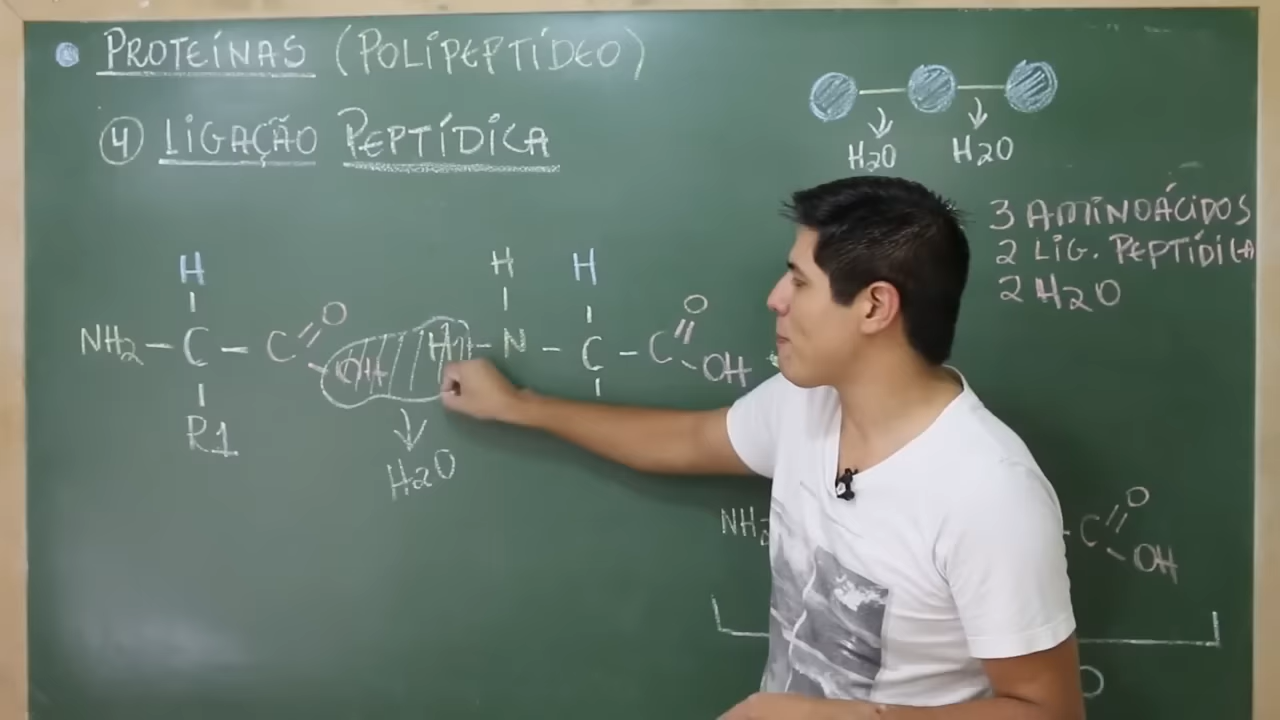 PROTEÍNAS (POLIPEPTÍDEO)
④ LIGAÇÃO PEPTÍDICA
H2O H2O
3 AMINOÁCIDOS
2 LIG. PEPTÍDICA
2 H2O
H H H
NH2 - C - C O OH H - N - C - C O OH
R1
H2O
NH2 C O OH